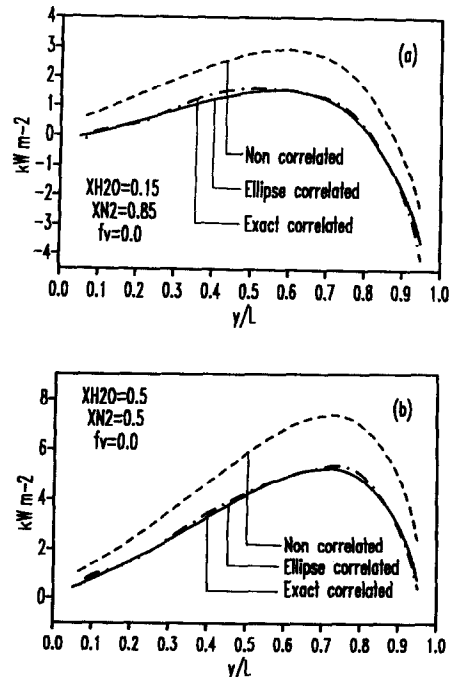 4
3
2
1
0
-1
-2
-3
-4
kW m-2
(a)
Non correlated
Ellipse correlated
Exact correlated
XH2O=0.15
XN2=0.85
fv=0.0
0.0 0.1 0.2 0.3 0.4 0.5 0.6 0.7 0.8 0.9 1.0
y/L
8
6
4
2
0
kW m-2
XH2O=0.5
XN2=0.5
fv=0.0
(b)
Non correlated
Ellipse correlated
Exact correlated
0.0 0.1 0.2 0.3 0.4 0.5 0.6 0.7 0.8 0.9 1.0
y/L